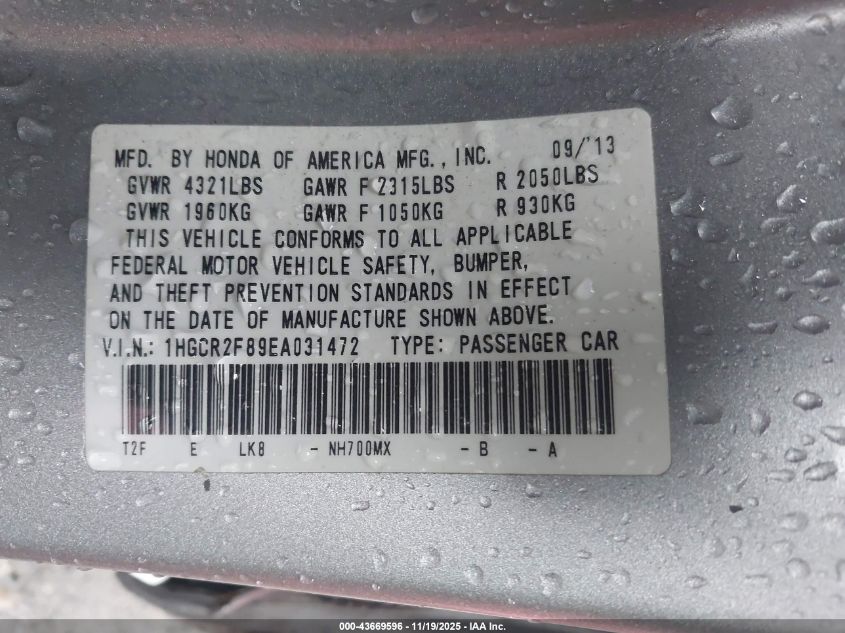 MFD. BY HONDA OF AMERICA MFG., INC. 09/'13
GVWR 4321LBS GAWR F 2315LBS R 2050LBS
GVWR 1960KG GAWR F 1050KG R 930KG
THIS VEHICLE CONFORMS TO ALL APPLICABLE
FEDERAL MOTOR VEHICLE SAFETY, BUMPER,
AND THEFT PREVENTION STANDARDS IN EFFECT
ON THE DATE OF MANUFACTURE SHOWN ABOVE.
V.I.N.: 1HGCR2F89EA031472 TYPE: PASSENGER CAR
T2F E LK8 - NH700MX - B - A
000-43669596 - 11/19/2025 - IAA Inc.